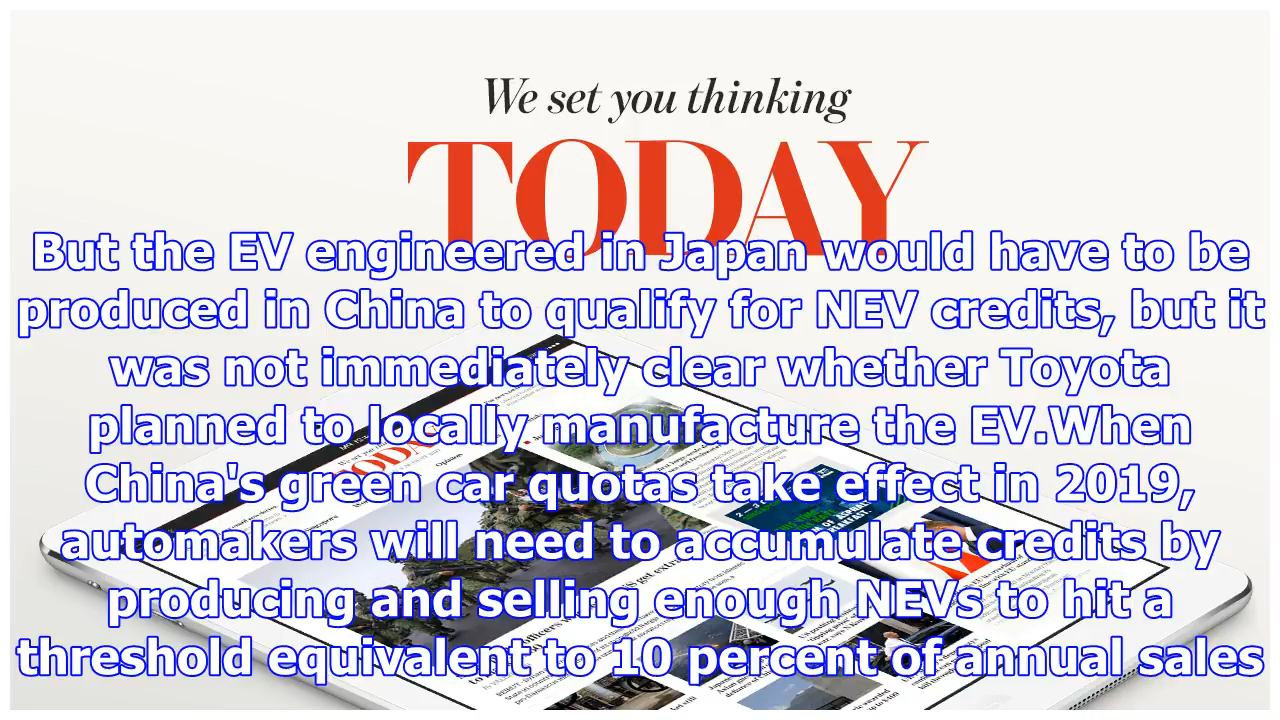 We set you thinking
TODAY
But the EV engineered in Japan would have to be
produced in China to qualify for NEV credits, but it
was not immediately clear whether Toyota
planned to locally manufacture the EV.When
China's green car quotas take effect in 2019,
automakers will need to accumulate credits by
producing and selling enough NEVs to hit a
threshold equivalent to 10 percent of annual sales